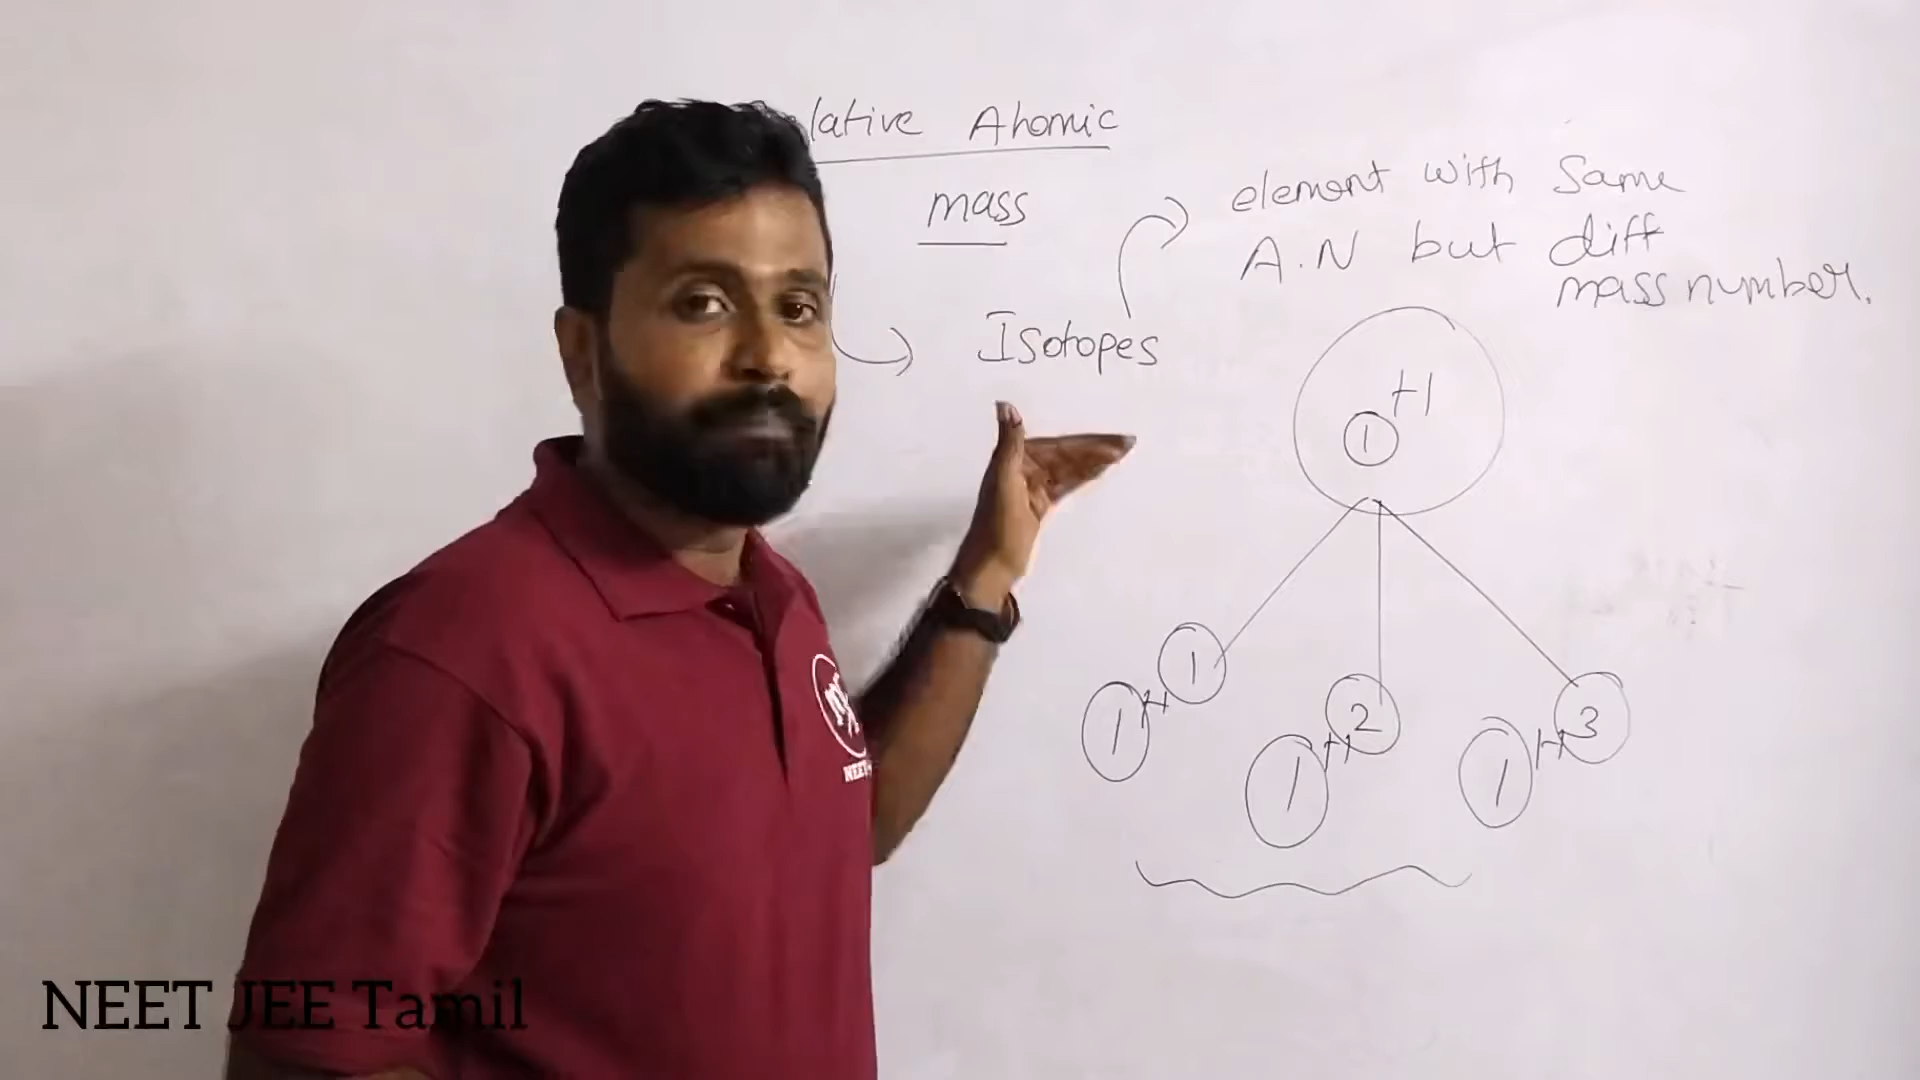 lative Atomic
mass
element with Same
A.N but diff
mass number.
Isotopes
+1
1
1 H 1
1 H 2
1 H 3
NEET
NEET JEE Tamil